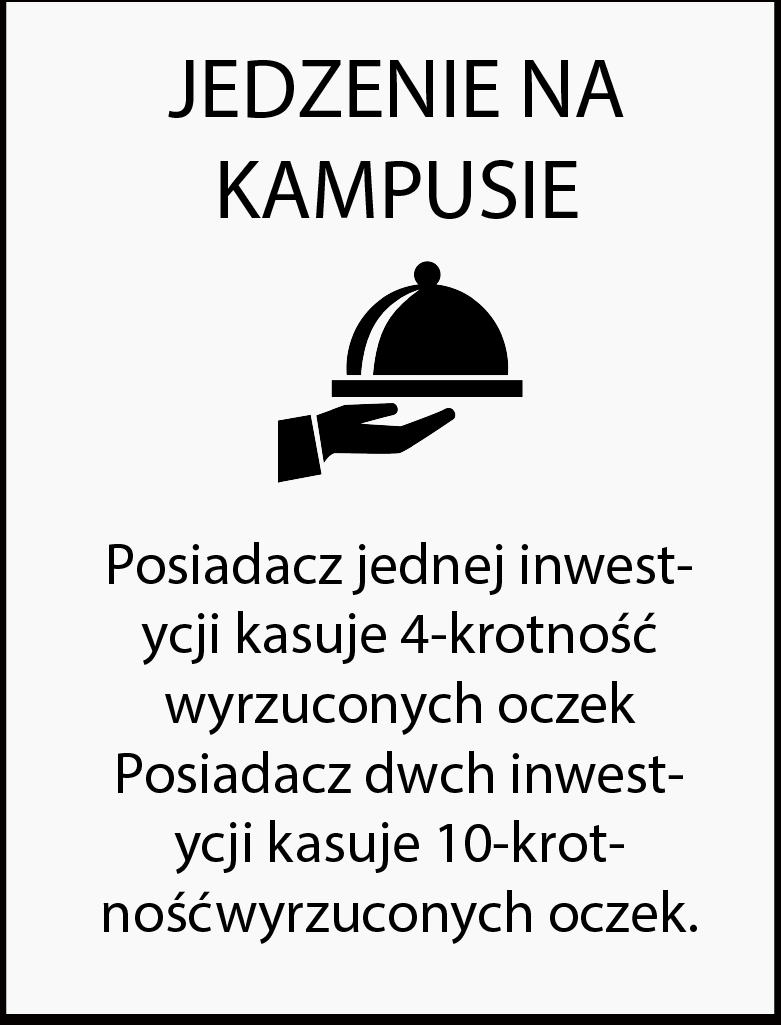 JEDZENIE NA
KAMPUSIE
Posiadacz jednej inwest-
ycji kasuje 4-krotność
wyrzuconych oczek
Posiadacz dwch inwest-
ycji kasuje 10-krot-
nośćwyrzuconych oczek.